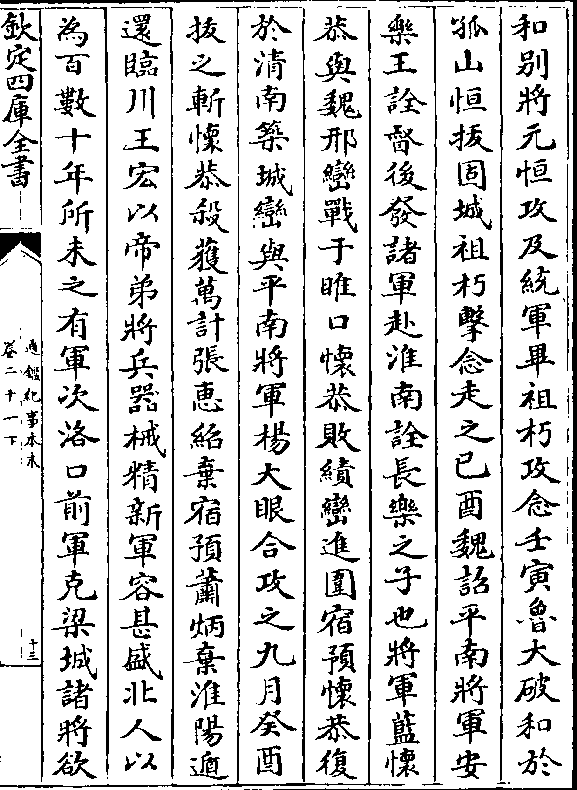 和别將元恒攻及統軍畢祖朽攻念壬寅魯大破和於
孤山恒拔固城祖朽擊念走之己酉魏詔平南將軍安
樂王詮督後發諸軍赴淮南詮長樂之子也將軍藍懷
恭與魏邢巒戰于睢口懷恭敗績巒進圍宿預懷恭復
於清南築城巒與平南將軍楊大眼合攻之九月癸酉
拔之斬懷恭殺獲萬計張惠紹棄宿預蕭炳棄淮陽遁
還臨川王宏以帝弟將兵器械精新軍容甚盛北人以
為百數十年所未之有軍次洛口前軍克梁城諸將欲
欽定四庫全書
通鑑紀事本末
卷二十一下
十三